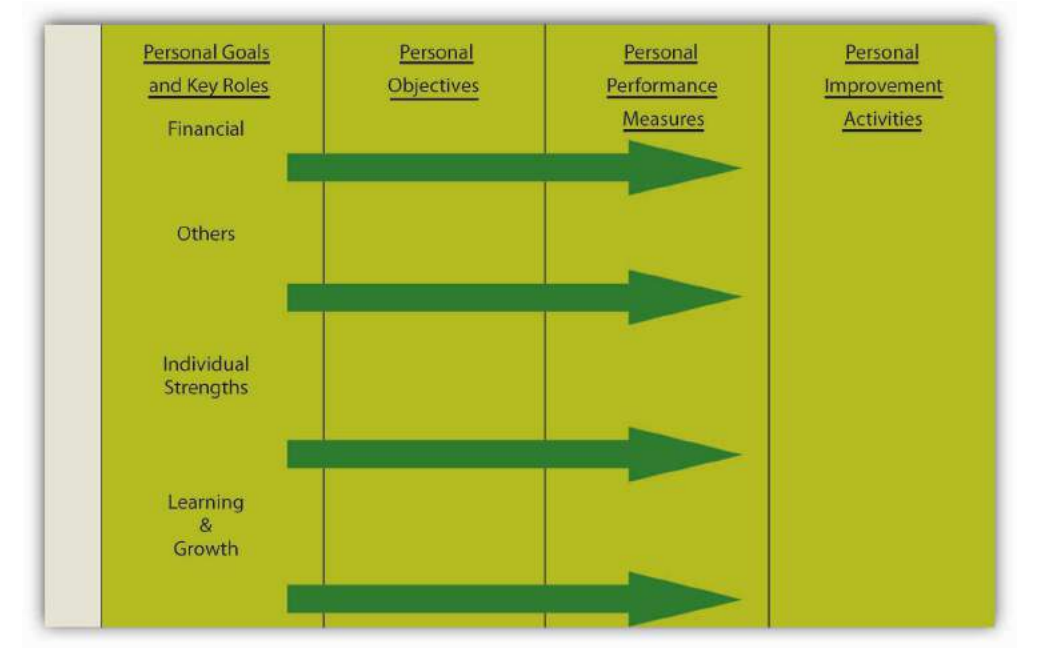 Personal Goals
and Key Roles
Personal
Objectives
Personal
Performance
Measures
Personal
Improvement
Activities
Financial
Others
Individual
Strengths
Learning
&
Growth